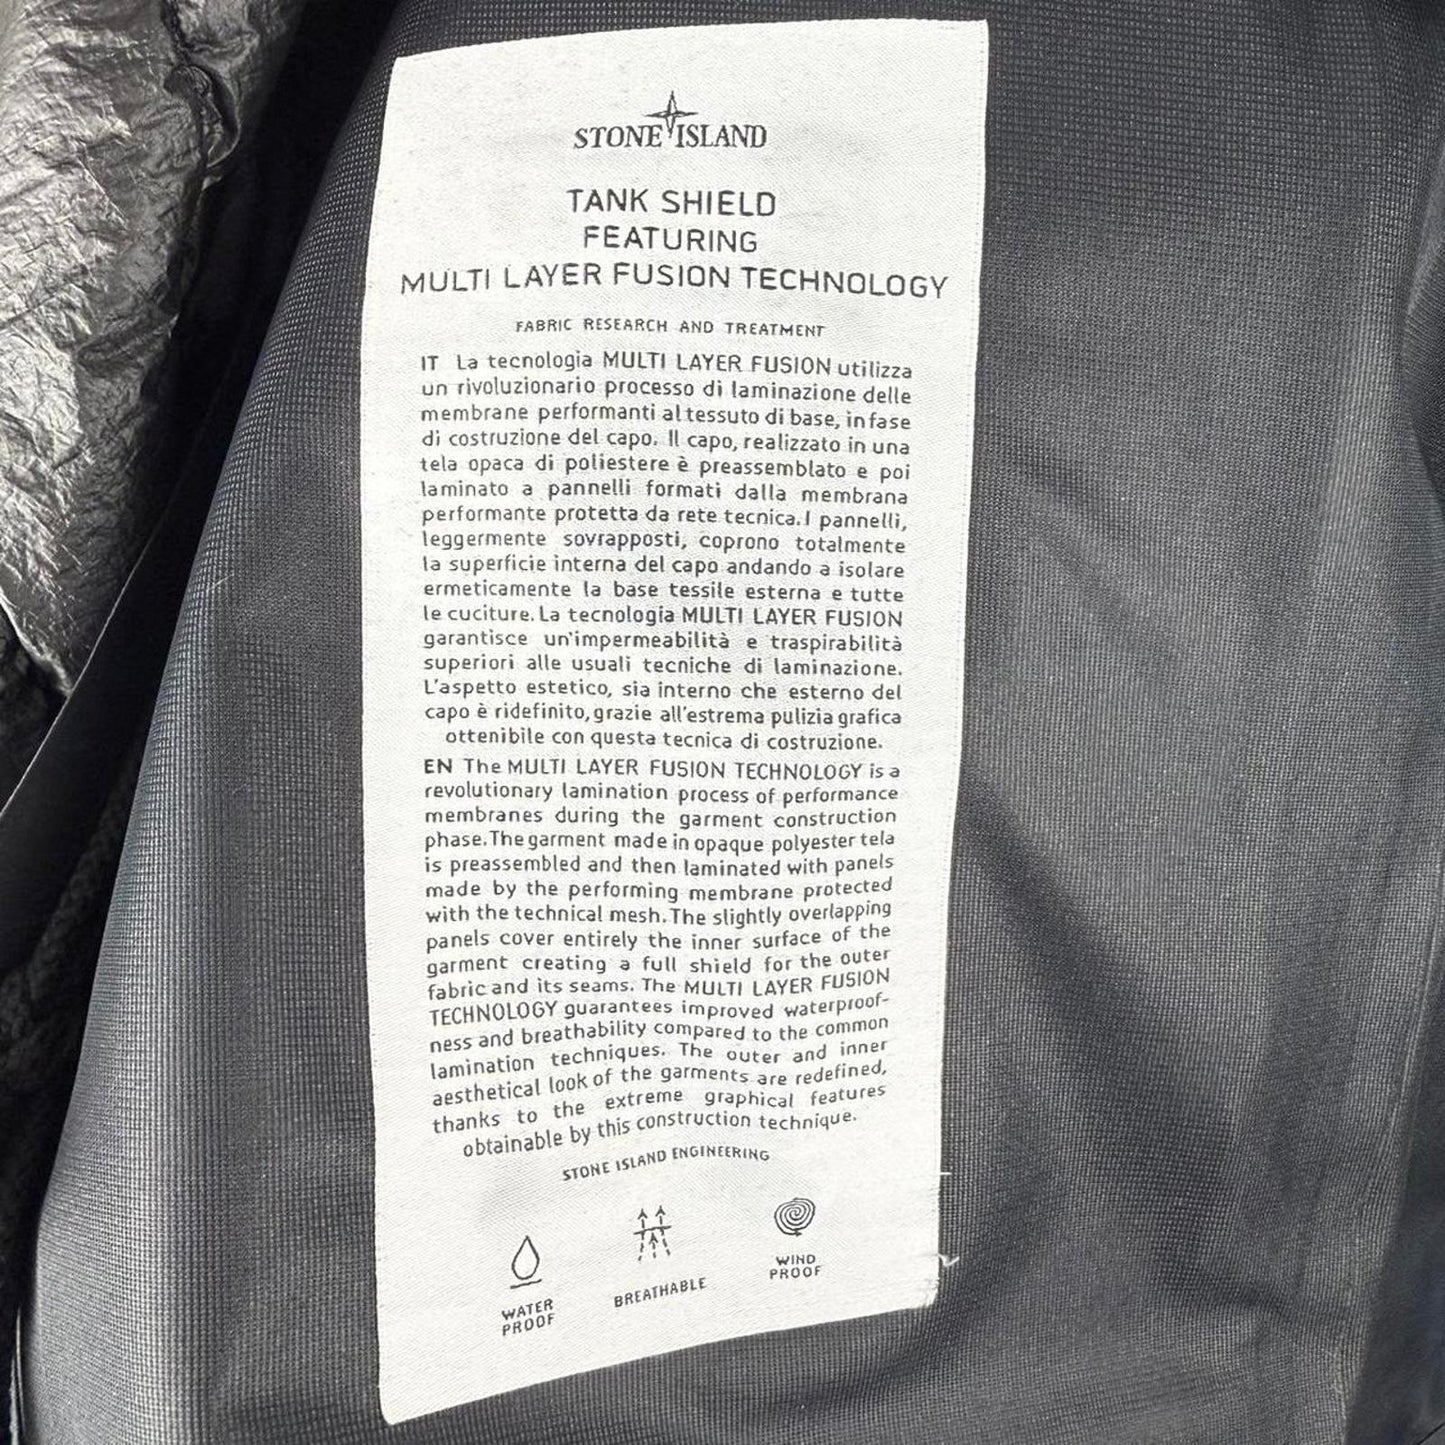 STONE ISLAND
TANK SHIELD
FEATURING
MULTI LAYER FUSION TECHNOLOGY
FABRIC RESEARCH AND TREATMENT
IT La tecnologia MULTI LAYER FUSION utilizza
un rivoluzionario processo di laminazione delle
membrane performanti al tessuto di base, in fase
di costruzione del capo. Il capo, realizzato in una
tela opaca di poliestere è preassemblato e poi
laminato a pannelli formati dalla membrana
performante protetta da rete tecnica. I pannelli,
leggermente sovrapposti, coprono totalmente
la superficie interna del capo andando a isolare
ermeticamente la base tessile esterna e tutte
le cuciture. La tecnologia MULTI LAYER FUSION
garantisce un'impermeabilità e traspirabilità
superiori alle usuali tecniche di laminazione.
L'aspetto estetico, sia interno che esterno del
capo è ridefinito, grazie all'estrema pulizia grafica
ottenibile con questa tecnica di costruzione.
EN The MULTI LAYER FUSION TECHNOLOGY is a
revolutionary lamination process of performance
membranes during the garment construction
phase. The garment made in opaque polyester tela
is preassembled and then laminated with panels
made by the performing membrane protected
with the technical mesh. The slightly overlapping
panels cover entirely the inner surface of the
garment creating a full shield for the outer
fabric and its seams. The MULTI LAYER FUSION
TECHNOLOGY guarantees improved waterproof-
ness and breathability compared to the common
lamination techniques. The outer and inner
aesthetical look of the garments are redefined,
thanks to the extreme graphical features
obtainable by this construction technique.
STONE ISLAND ENGINEERING
WATER
PROOF
BREATHABLE
WIND
PROOF